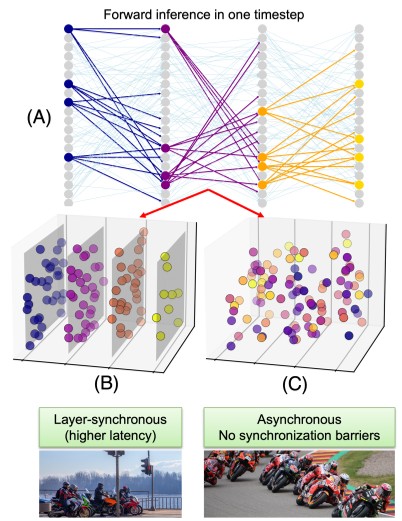 Forward inference in one timestep
(A)
(B)
(C)
Layer-synchronous
(higher latency)
Asynchronous
No synchronization barriers